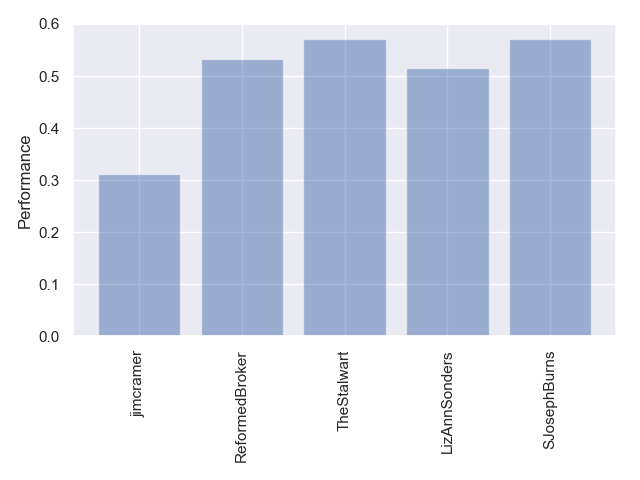 0.6
0.5
0.4
0.3
0.2
0.1
0.0
Performance
jimcramer
ReformedBroker
TheStalwart
LizAnnSonders
SJosephBurns